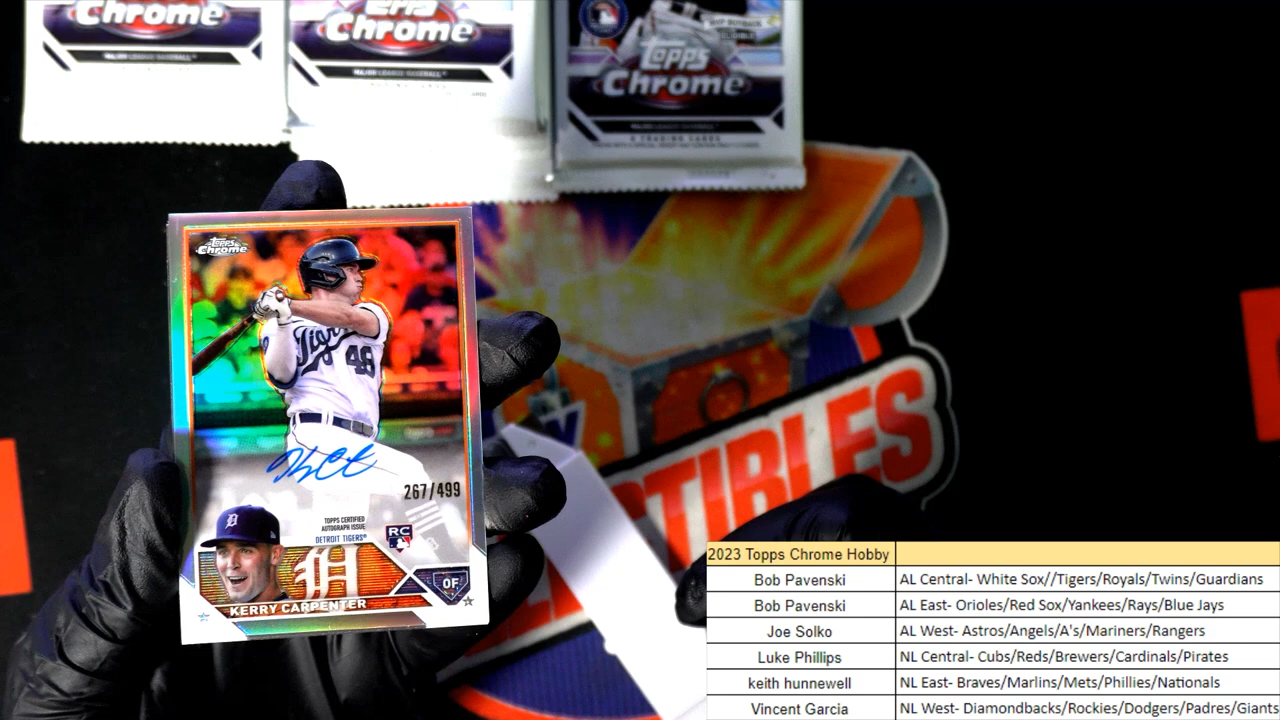 Chrome
MAJOR LEAGUE BASEBALL
Topps
Chrome
MAJOR LEAGUE BASEBALL
Topps
Chrome
MAJOR LEAGUE BASEBALL
Topps
Chrome
Tigers
46
267/499
TOPPS CERTIFIED
AUTOGRAPH ISSUE
DETROIT TIGERS®
RC
D
OF
KERRY CARPENTER
TIBLES
2023 Topps Chrome Hobby
Bob Pavenski AL Central- White Sox//Tigers/Royals/Twins/Guardians
Bob Pavenski AL East- Orioles/Red Sox/Yankees/Rays/Blue Jays
Joe Solko AL West- Astros/Angels/A's/Mariners/Rangers
Luke Phillips NL Central- Cubs/Reds/Brewers/Cardinals/Pirates
keith hunnewell NL East- Braves/Marlins/Mets/Phillies/Nationals
Vincent Garcia NL West- Diamondbacks/Rockies/Dodgers/Padres/Giants